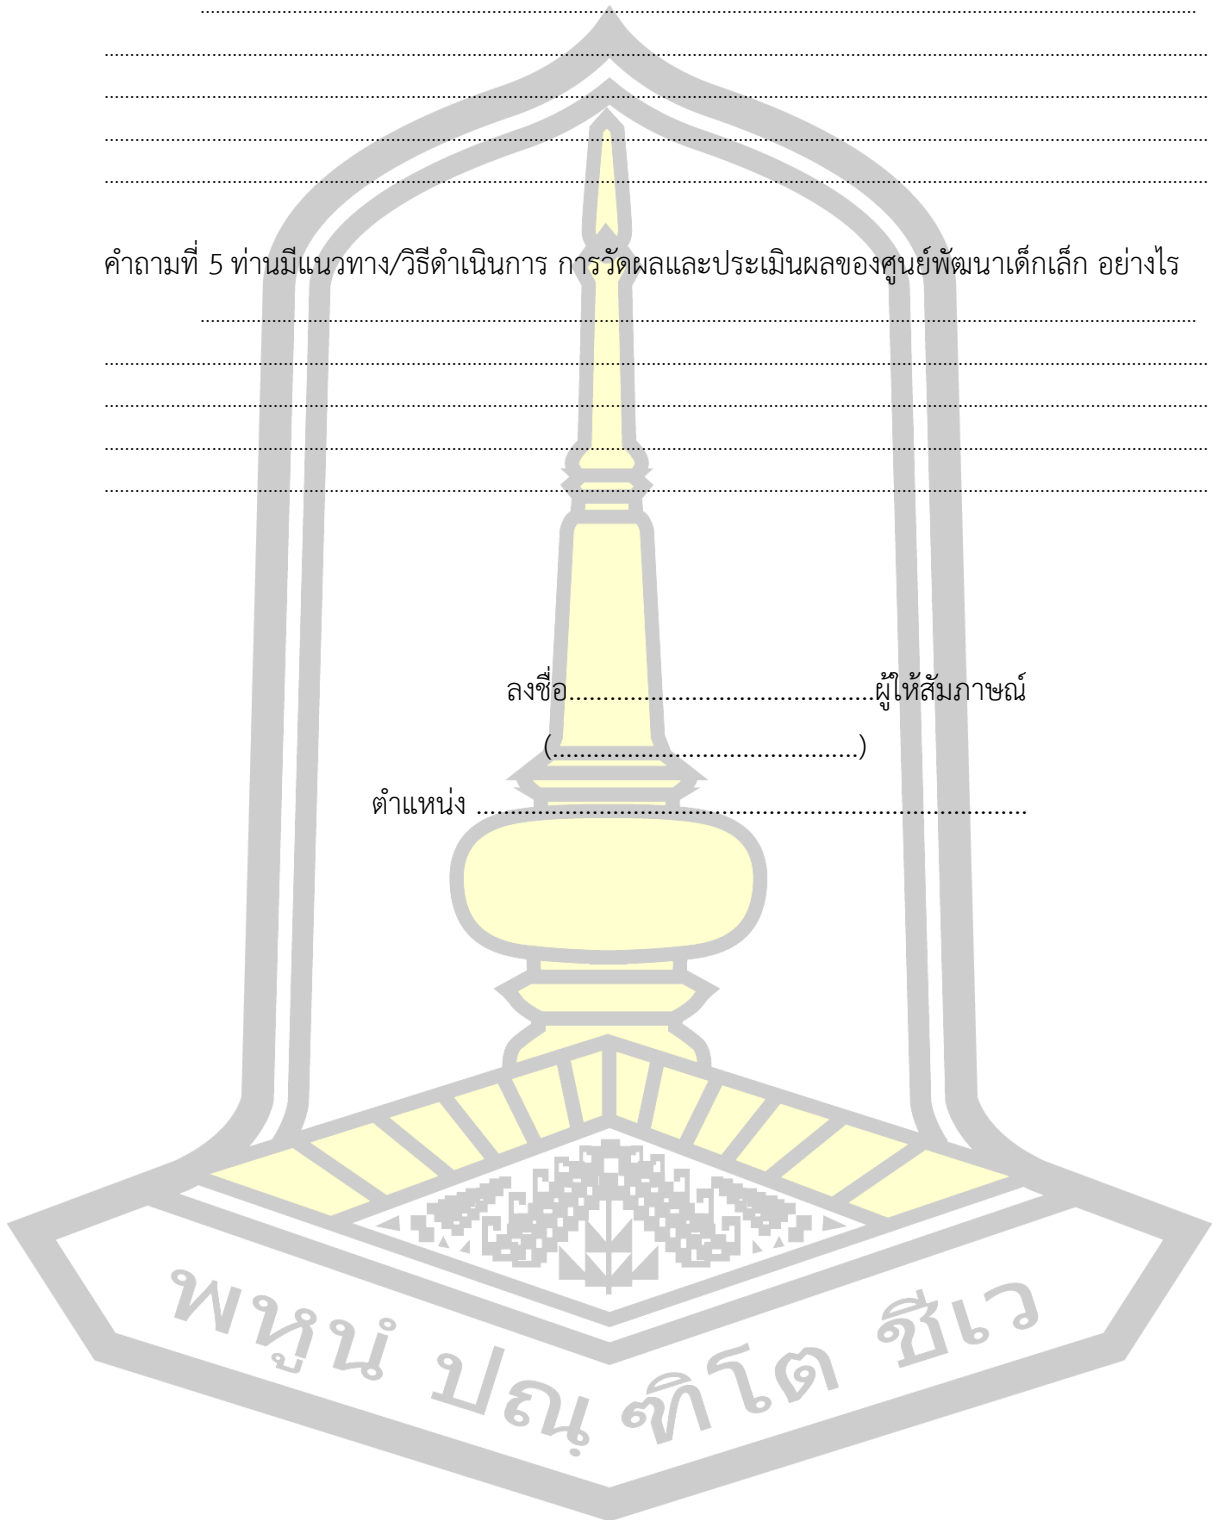 ................................................................................
................................................................................
................................................................................
................................................................................
................................................................................
คำถามที่ 5 ท่านมีแนวทาง/วิธีดำเนินการ การวัดผลและประเมินผลของศูนย์พัฒนาเด็กเล็ก อย่างไร
................................................................................
................................................................................
................................................................................
................................................................................
................................................................................
ลงชื่อ.............................................ผู้ให้สัมภาษณ์
(.............................................)
ตำแหน่ง .................................................................................
พหูนํ ปณฺฑิโต ชีเว